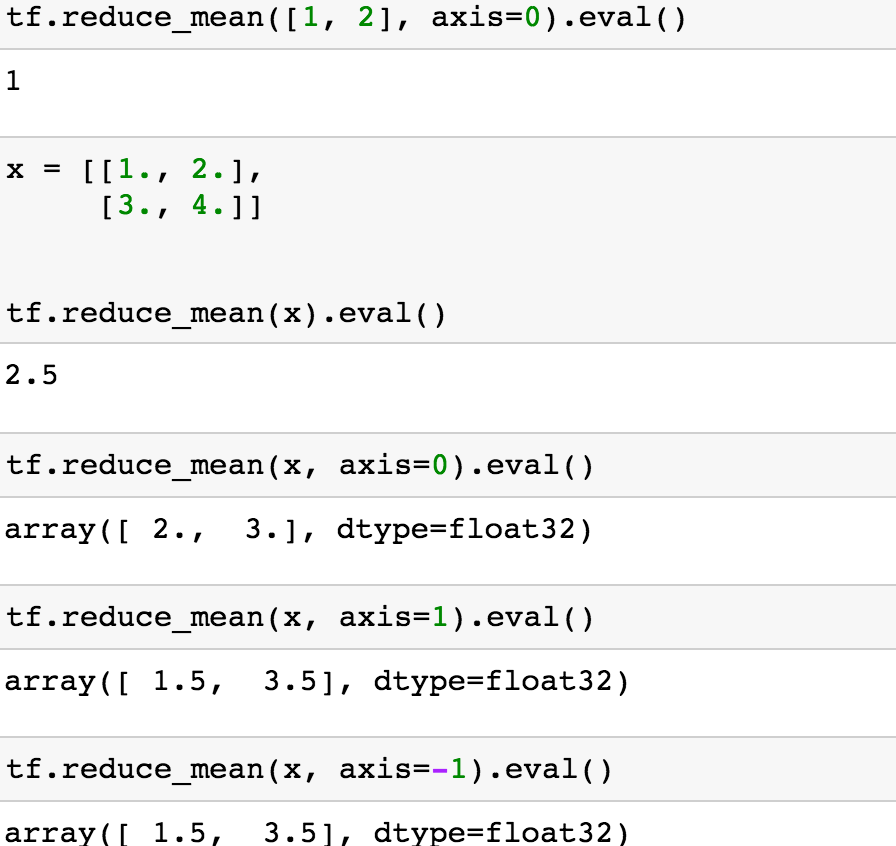 tf.reduce_mean([1, 2], axis=0).eval()
1
x = [[1., 2.],
     [3., 4.]]
tf.reduce_mean(x).eval()
2.5
tf.reduce_mean(x, axis=0).eval()
array([ 2.,  3.], dtype=float32)
tf.reduce_mean(x, axis=1).eval()
array([ 1.5,  3.5], dtype=float32)
tf.reduce_mean(x, axis=-1).eval()
array([ 1.5,  3.5], dtype=float32)